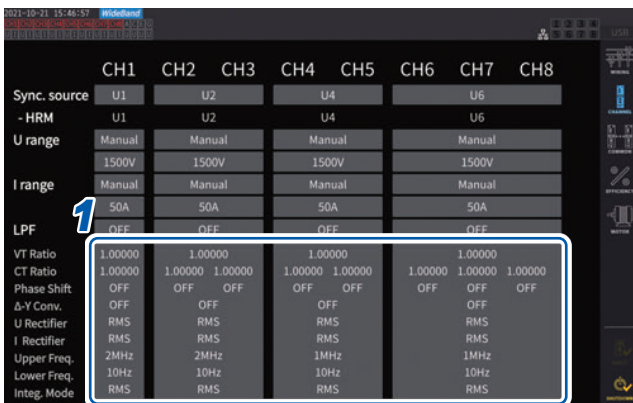 2021-10-21 15:46:57 WideBand
USB
CH1 CH2 CH3 CH4 CH5 CH6 CH7 CH8
WIRING
Sync. source U1 U2 U4 U6
- HRM U1 U2 U4 U6
CHANNEL
U range Manual Manual Manual Manual
COMMON
1500V 1500V 1500V 1500V
I range Manual Manual Manual Manual
EFFICIENCY
50A 50A 50A 50A
1
LPF OFF OFF OFF OFF
MOTOR
VT Ratio 1.00000 1.00000 1.00000 1.00000
CT Ratio 1.00000 1.00000 1.00000 1.00000 1.00000 1.00000 1.00000 1.00000
Phase Shift OFF OFF OFF OFF OFF OFF OFF OFF
Δ-Y Conv. OFF OFF OFF OFF
U Rectifier RMS RMS RMS RMS
I Rectifier RMS RMS RMS RMS
Upper Freq. 2MHz 2MHz 1MHz 1MHz
Lower Freq. 10Hz 10Hz 10Hz 10Hz
Integ. Mode RMS RMS RMS RMS